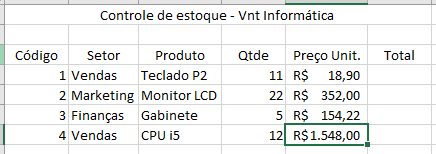 Controle de estoque - Vnt Informática
Código Setor Produto Qtde Preço Unit. Total
1 Vendas Teclado P2 11 R$ 18,90
2 Marketing Monitor LCD 22 R$ 352,00
3 Finanças Gabinete 5 R$ 154,22
4 Vendas CPU i5 12 R$ 1.548,00